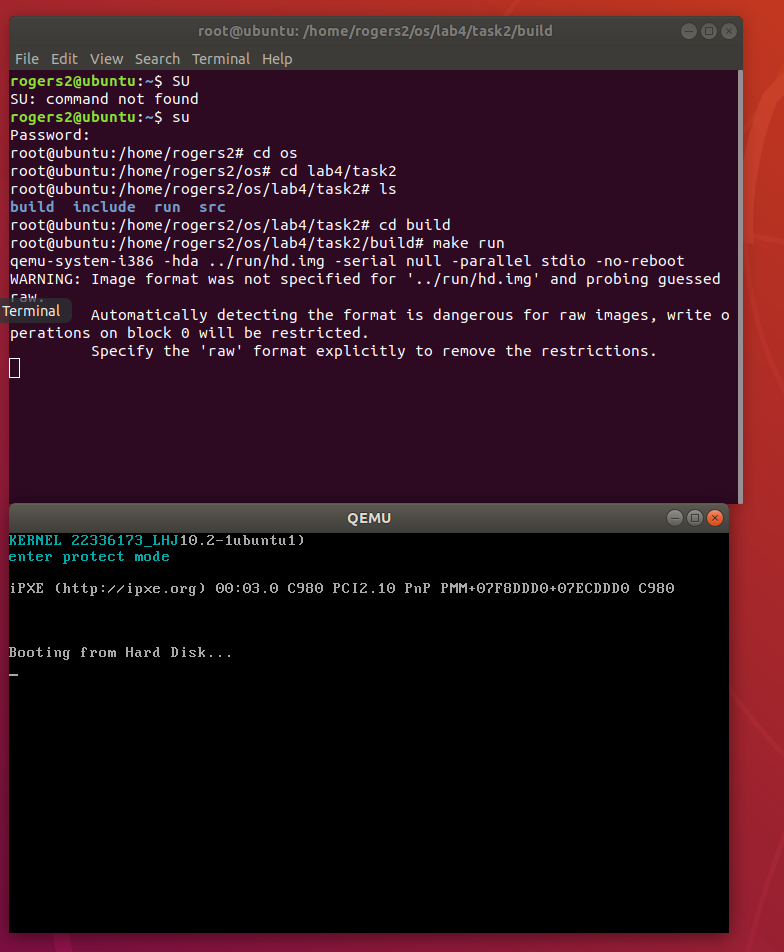 root@ubuntu: /home/rogers2/os/lab4/task2/build
File Edit View Search Terminal Help
rogers2@ubuntu:~$ SU
SU: command not found
rogers2@ubuntu:~$ su
Password:
root@ubuntu:/home/rogers2# cd os
root@ubuntu:/home/rogers2/os# cd lab4/task2
root@ubuntu:/home/rogers2/os/lab4/task2# ls
build include run src
root@ubuntu:/home/rogers2/os/lab4/task2# cd build
root@ubuntu:/home/rogers2/os/lab4/task2/build# make run
qemu-system-i386 -hda ../run/hd.img -serial null -parallel stdio -no-reboot
WARNING: Image format was not specified for '../run/hd.img' and probing guessed
raw.
Terminal
Automatically detecting the format is dangerous for raw images, write o
perations on block 0 will be restricted.
Specify the 'raw' format explicitly to remove the restrictions.
QEMU
KERNEL 22336173_LHJ10.2-1ubuntu1)
enter protect mode
iPXE (http://ipxe.org) 00:03.0 C980 PCI2.10 PnP PMM+07F8DDD0+07ECDDD0 C980
Booting from Hard Disk...